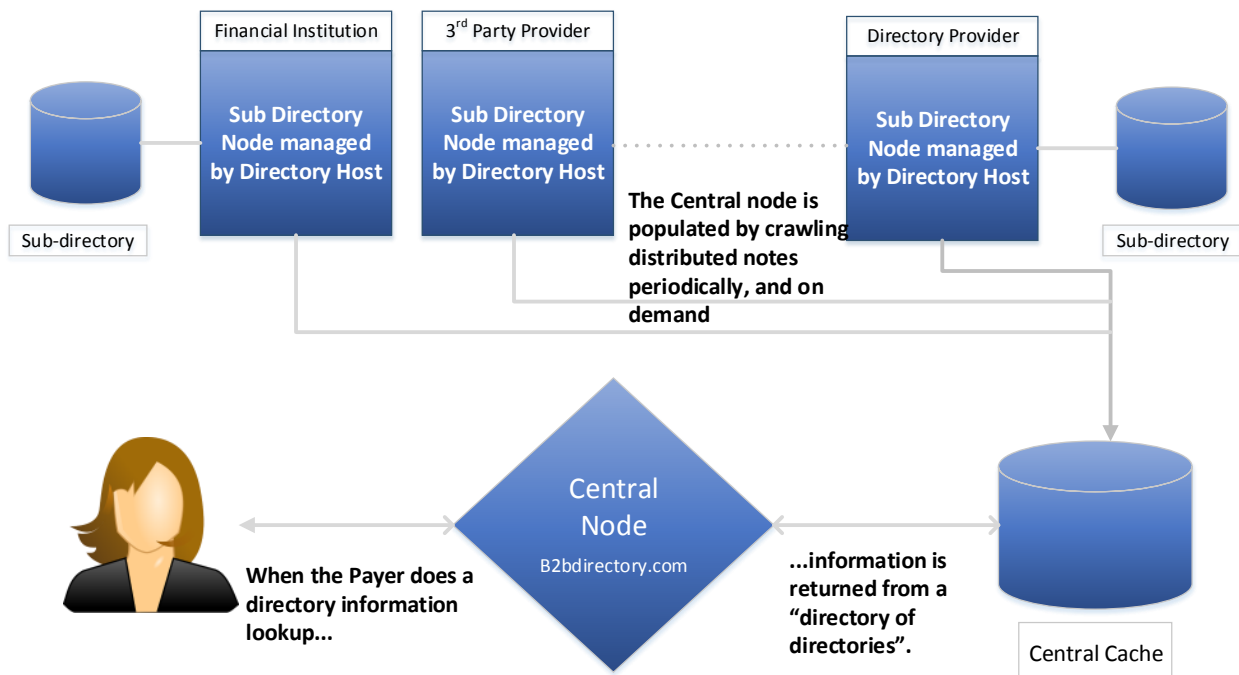 Financial Institution
3rd Party Provider
Directory Provider
Sub Directory
Node managed
by Directory Host
Sub Directory
Node managed
by Directory Host
Sub Directory
Node managed
by Directory Host
Sub-directory
Sub-directory
The Central node is
populated by crawling
distributed notes
periodically, and on
demand
Central
Node
B2bdirectory.com
When the Payer does a
directory information
lookup...
...information is
returned from a
“directory of
directories”.
Central Cache